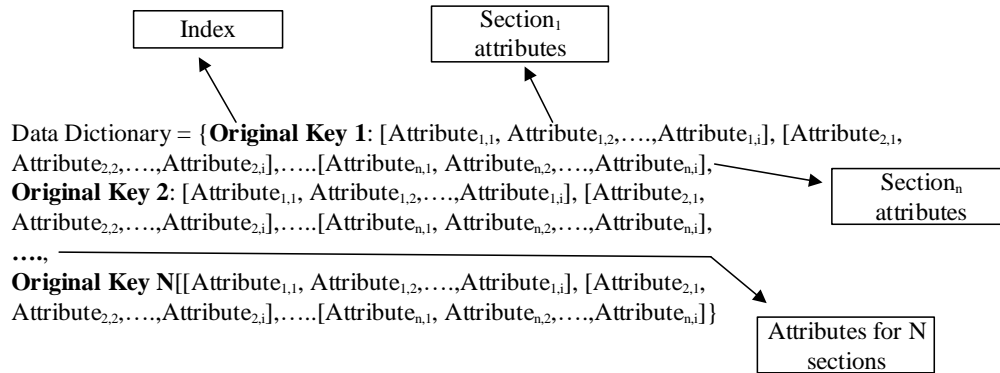 Index
Section₁
attributes
Data Dictionary = {Original Key 1: [Attribute₁,₁, Attribute₁,₂,….,Attribute₁,ᵢ], [Attribute₂,₁,
Attribute₂,₂,….,Attribute₂,ᵢ],…..[Attributeₙ,₁, Attributeₙ,₂,….,Attributeₙ,ᵢ],
Original Key 2: [Attribute₁,₁, Attribute₁,₂,….,Attribute₁,ᵢ], [Attribute₂,₁,
Attribute₂,₂,….,Attribute₂,ᵢ],…..[Attributeₙ,₁, Attributeₙ,₂,….,Attributeₙ,ᵢ],
….,
Original Key N[[Attribute₁,₁, Attribute₁,₂,….,Attribute₁,ᵢ], [Attribute₂,₁,
Attribute₂,₂,….,Attribute₂,ᵢ],…..[Attributeₙ,₁, Attributeₙ,₂,….,Attributeₙ,ᵢ]}
Sectionₙ
attributes
Attributes for N
sections